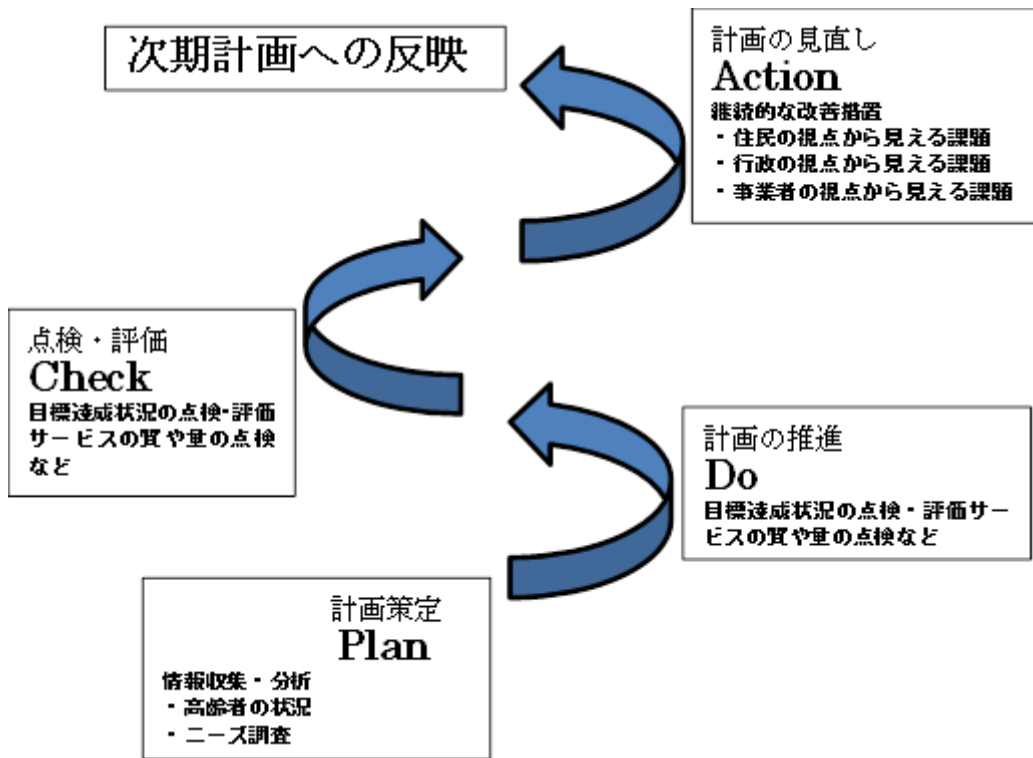 次期計画への反映
計画の見直し
Action
継続的な改善措置
・住民の視点から見える課題
・行政の視点から見える課題
・事業者の視点から見える課題
点検・評価
Check
目標達成状況の点検・評価
サービスの質や量の点検
など
計画の推進
Do
目標達成状況の点検・評価サー
ビスの質や量の点検など
計画策定
Plan
情報収集・分析
・高齢者の状況
・ニーズ調査